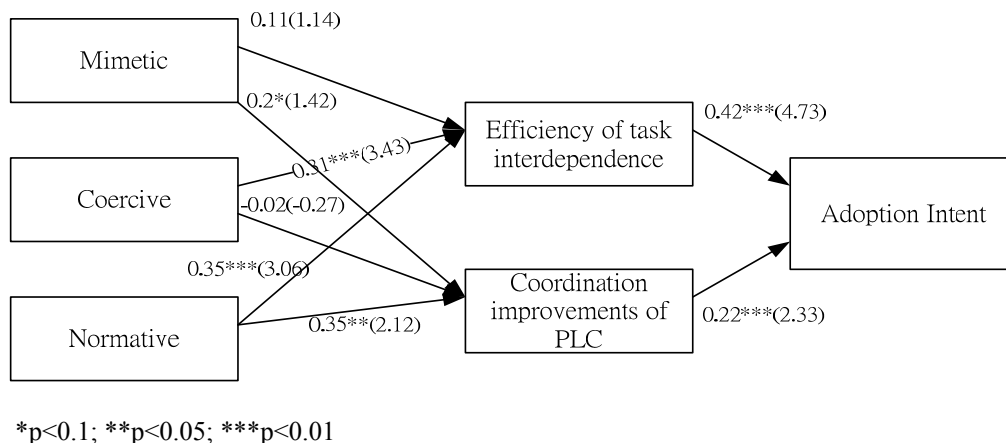 0.11(1.14)
Mimetic
0.2*(1.42)
Efficiency of task
interdependence
0.42***(4.73)
0.31***(3.43)
Coercive
-0.02(-0.27)
Adoption Intent
0.35***(3.06)
Coordination
improvements of
PLC
Normative
0.35**(2.12)
0.22***(2.33)
*p<0.1; **p<0.05; ***p<0.01